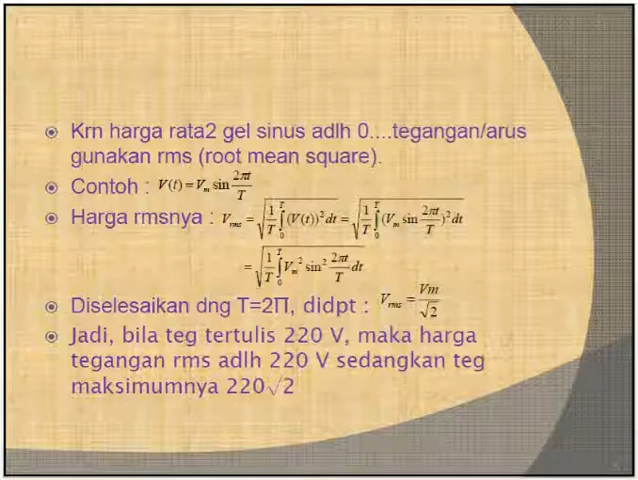 Krn harga rata2 gel sinus adlh 0....tegangan/arus
gunakan rms (root mean square).
Contoh : V(t) = V_m sin 2πt/T
Harga rmsnya : V_rms = √(1/T ∫_0^T (V(t))² dt) = √(1/T ∫_0^T (V_m sin 2πt/T)² dt)
= √(1/T ∫_0^T V_m² sin² 2πt/T dt)
Diselesaikan dng T=2Π, didpt : V_rms = Vm/√2
Jadi, bila teg tertulis 220 V, maka harga
tegangan rms adlh 220 V sedangkan teg
maksimumnya 220√2